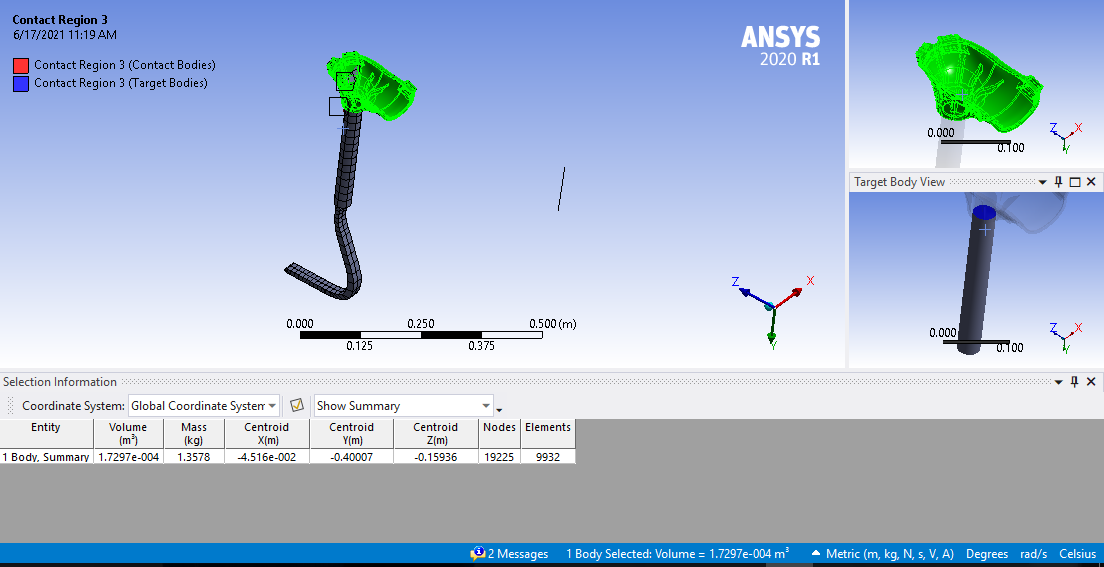 Contact Region 3
6/17/2021 11:19 AM
Contact Region 3 (Contact Bodies)
Contact Region 3 (Target Bodies)
ANSYS
2020 R1
0.000
0.100
Z
X
Y
Target Body View
0.000
0.100
Z
X
Y
0.000
0.250
0.500 (m)
0.125
0.375
Z
X
Y
Selection Information
Coordinate System: Global Coordinate System Show Summary
Entity Volume Mass Centroid Centroid Centroid Nodes Elements
(m³) (kg) X(m) Y(m) Z(m)
1 Body, Summary 1.7297e-004 1.3578 -4.516e-002 -0.40007 -0.15936 19225 9932
2 Messages 1 Body Selected: Volume = 1.7297e-004 m³ Metric (m, kg, N, s, V, A) Degrees rad/s Celsius